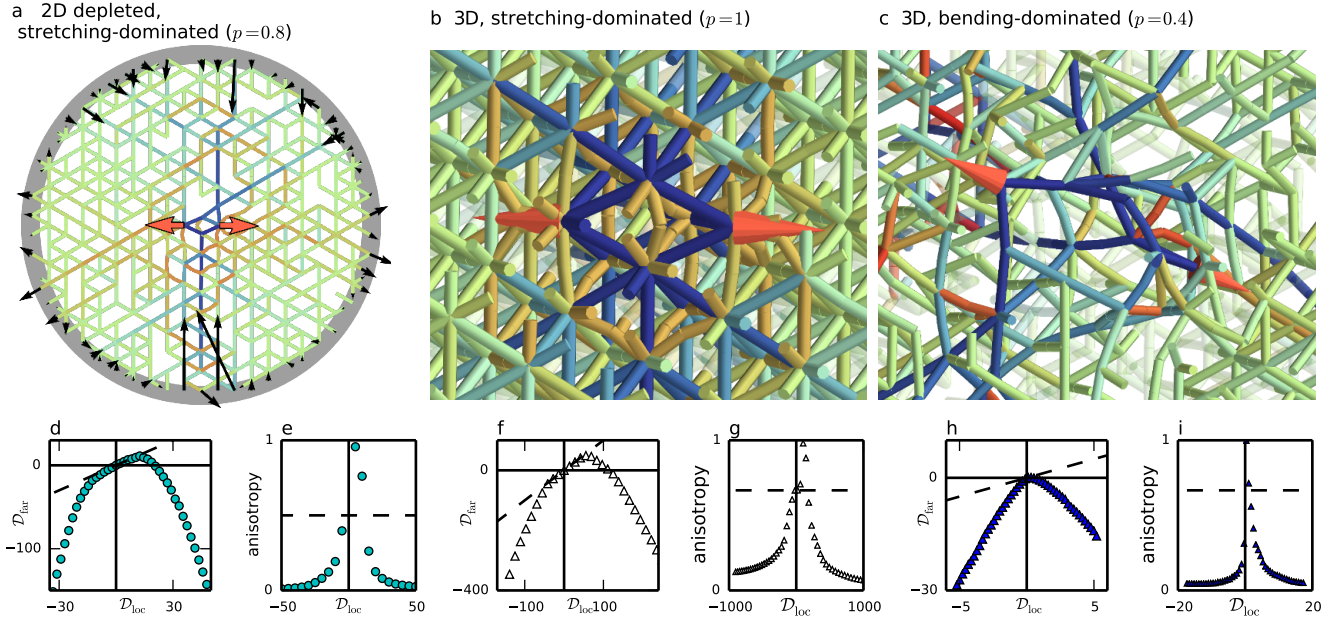 a 2D depleted,
stretching-dominated (p=0.8)
b 3D, stretching-dominated (p=1)
c 3D, bending-dominated (p=0.4)
d
0
−100
𝒟far
−30
𝒟loc
30
e
1
anisotropy
0
−50
𝒟loc
50
f
0
𝒟far
−400
−100
𝒟loc
100
g
1
anisotropy
0
−1000
𝒟loc
1000
h
0
𝒟far
−30
−5
𝒟loc
5
i
1
anisotropy
0
−20
𝒟loc
20